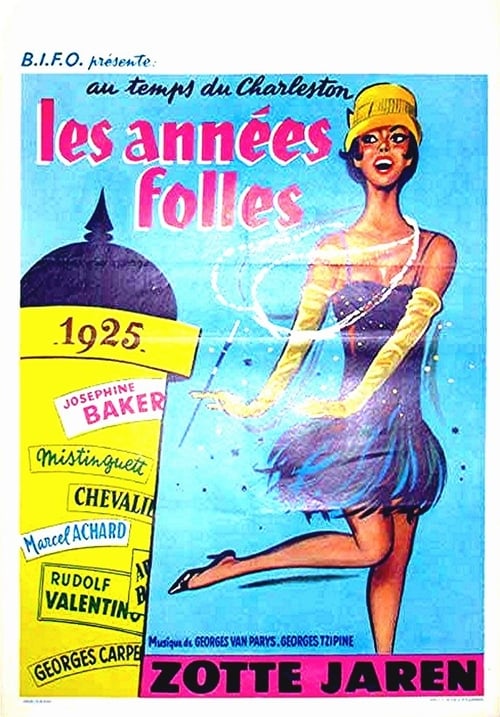 B.I.F.O. présente:
au temps du Charleston
les années
folles
1925
JOSEPHINE
BAKER
Mistinguett
CHEVALI
Marcel ACHARD
RUDOLF
VALENTINO
GEORGES CARPE
Musique de GEORGES VAN PARYS. GEORGES TZIPINE
ZOTTE JAREN